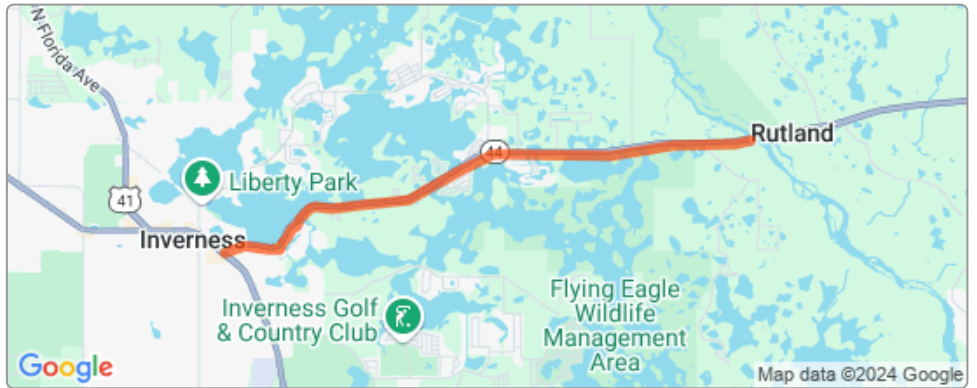 N Florida Ave
44
Rutland
Liberty Park
41
Inverness
Inverness Golf
& Country Club
Flying Eagle
Wildlife
Management
Area
Google
Map data ©2024 Google